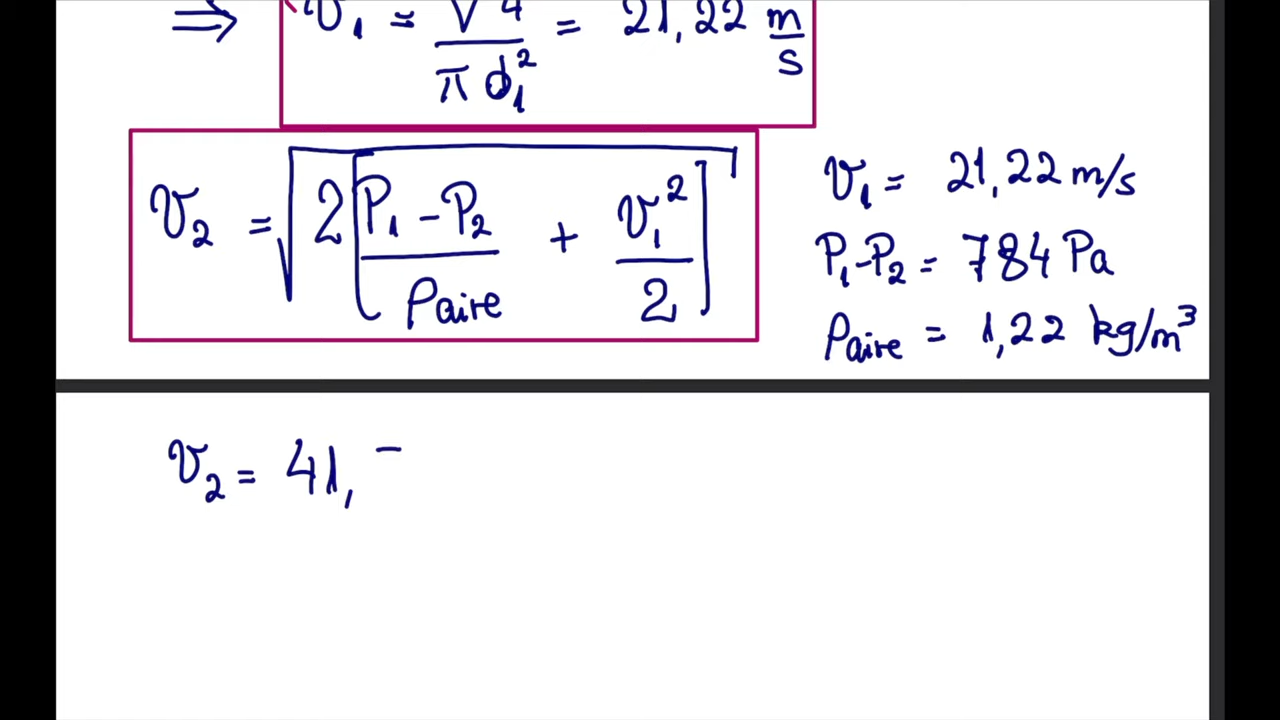 ⇒ v₁ = V̇ 4 / π d₁² = 21,22 m/s
v₂ = √(2[(P₁-P₂)/ρaire + v₁²/2])
v₁ = 21,22 m/s
P₁-P₂ = 784 Pa
ρaire = 1,22 kg/m³
v₂ = 41,